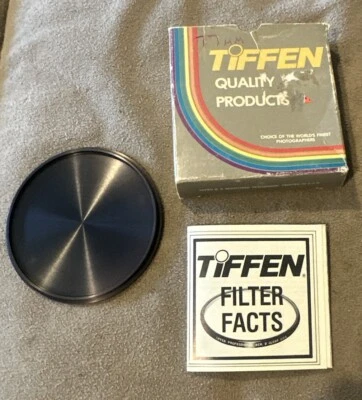 TiFFEN
QUALITY
PRODUCTS
CHOICE OF THE WORLD'S FINEST
PHOTOGRAPHERS
TiFFEN®
FILTER
FACTS